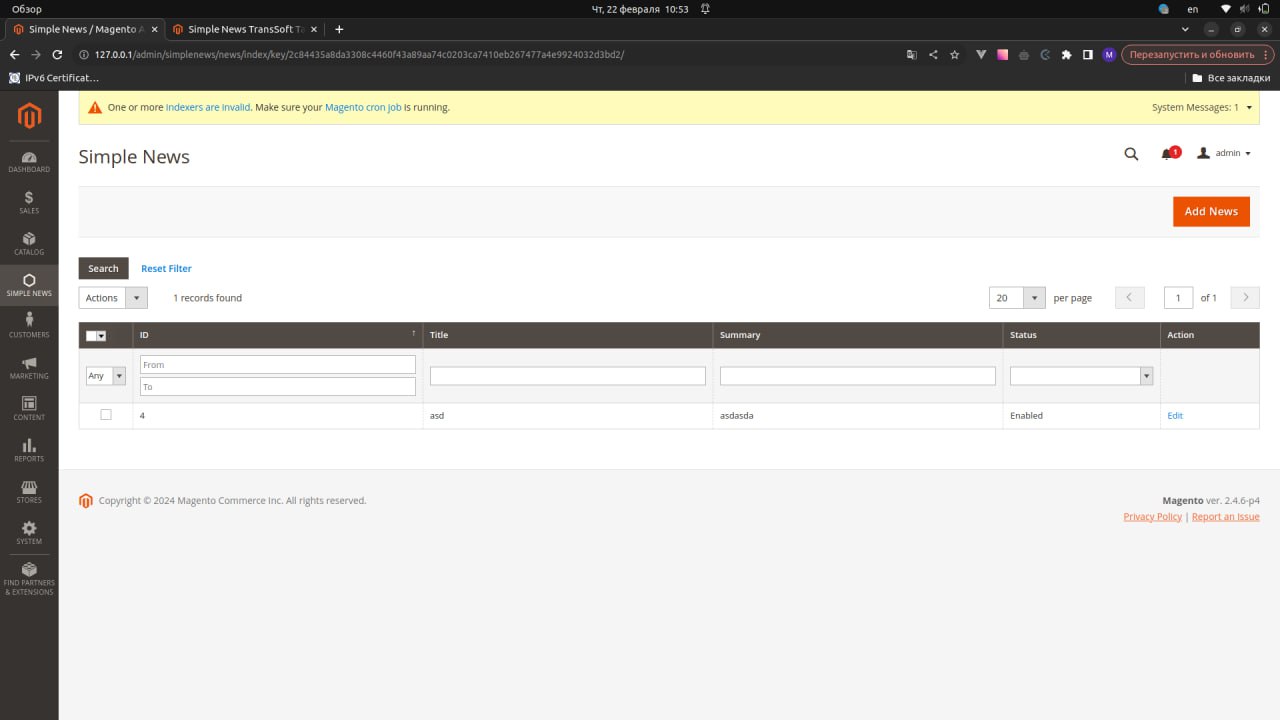 Обзор
Чт, 22 февраля 10:53
en
Simple News / Magento A
Simple News TransSoft Ta
127.0.0.1/admin/simplenews/news/index/key/2c84435a8da3308c4460f43a89aa74c0203ca7410eb267477a4e9924032d3bd2/
M
Перезапустить и обновить
IPv6 Certificat...
Все закладки
One or more indexers are invalid. Make sure your Magento cron job is running.
System Messages: 1
Simple News
1
admin
Add News
Search
Reset Filter
Actions
1 records found
20
per page
1
of 1
ID
Title
Summary
Status
Action
Any
From
To
4
asd
asdasda
Enabled
Edit
DASHBOARD
SALES
CATALOG
SIMPLE NEWS
CUSTOMERS
MARKETING
CONTENT
REPORTS
STORES
SYSTEM
FIND PARTNERS
& EXTENSIONS
Copyright © 2024 Magento Commerce Inc. All rights reserved.
Magento ver. 2.4.6-p4
Privacy Policy | Report an Issue